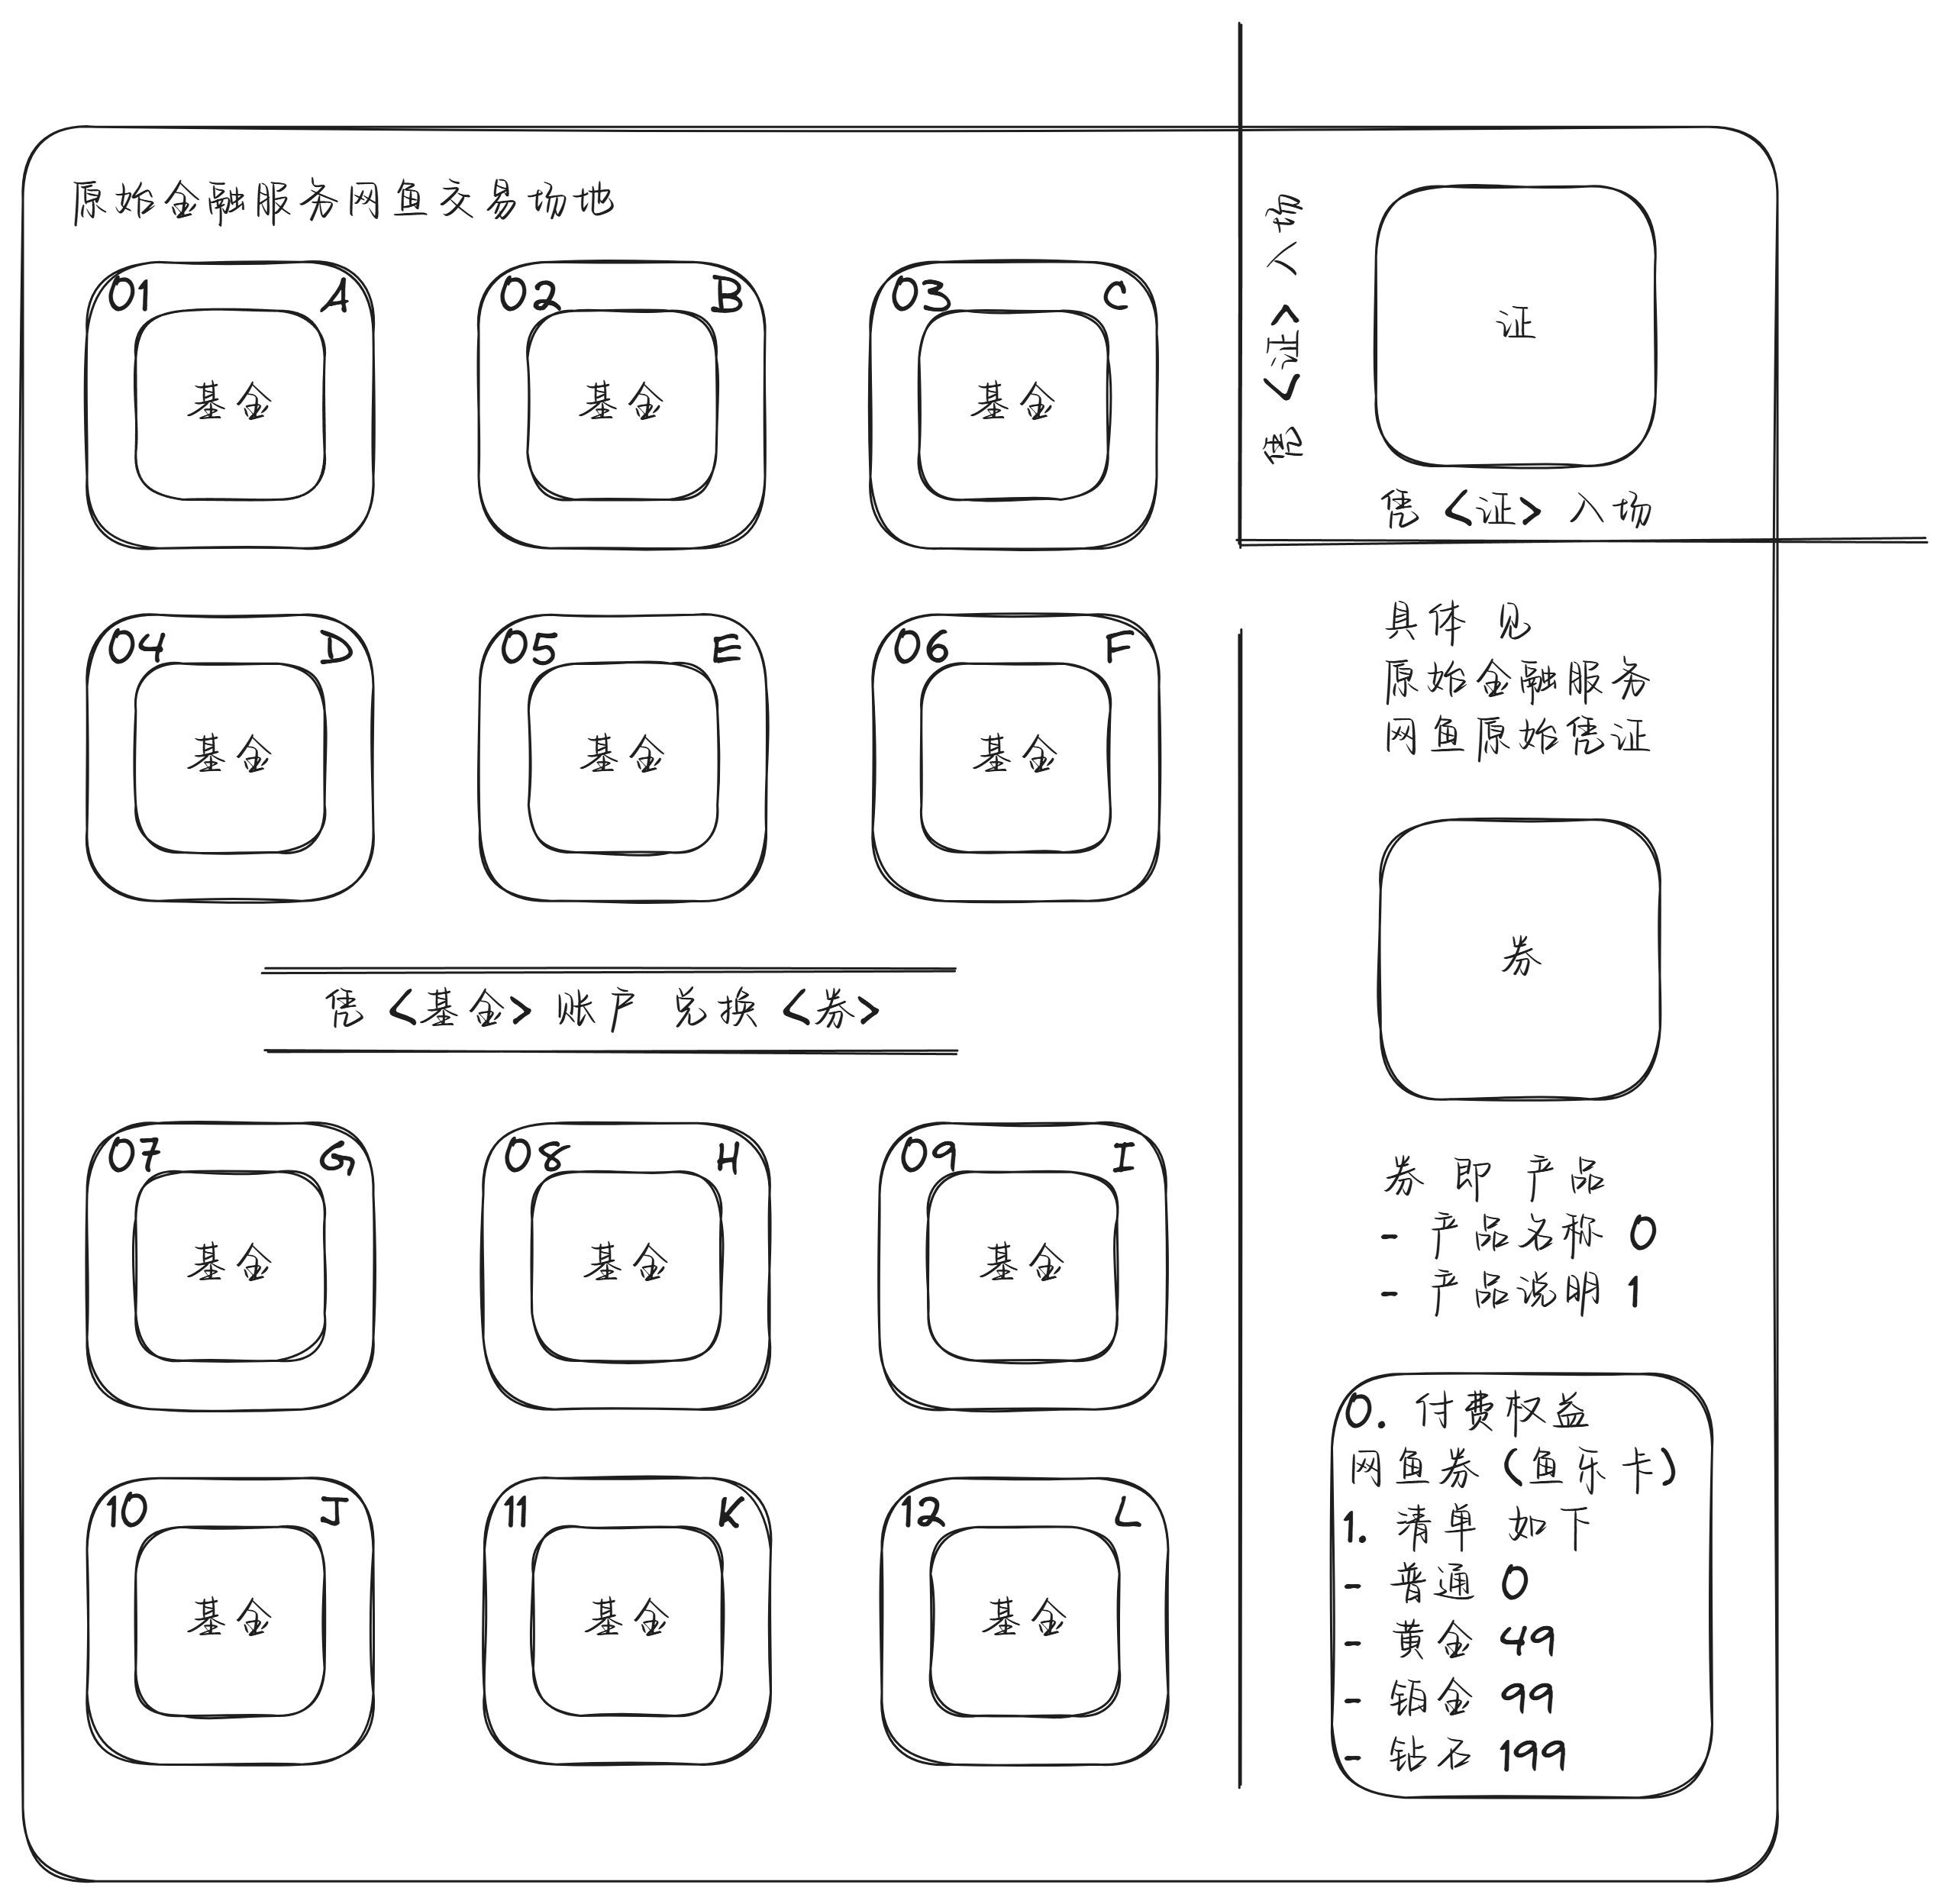 原始金融服务网鱼交易场地
01 A
基金
02 B
基金
03 C
基金
04 D
基金
05 E
基金
06 F
基金
凭 <基金> 账户 兑换 <券>
07 G
基金
08 H
基金
09 I
基金
10 J
基金
11 K
基金
12 L
基金
凭 <证> 入场
证
凭 <证> 入场
具体 见
原始金融服务
网鱼原始凭证
券
券 即 产品
- 产品名称 0
- 产品说明 1
0. 付费权益
网鱼券 (鱼乐卡)
1. 清单 如下
- 普通 0
- 黄金 49
- 铂金 99
- 钻石 199